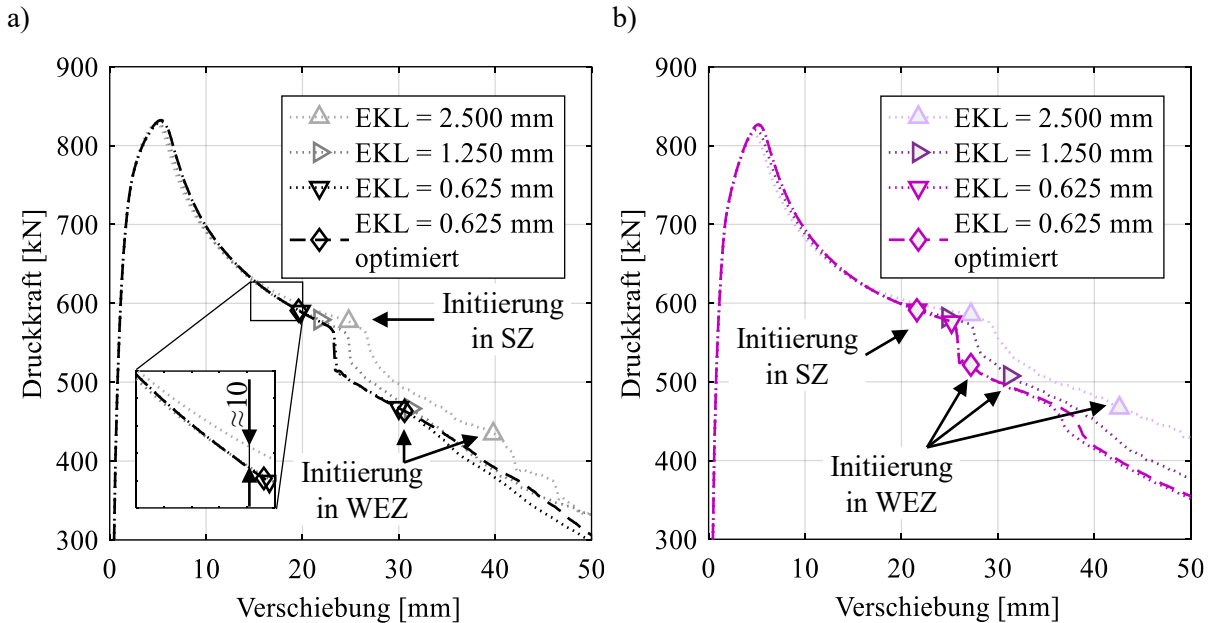 a)
900
800
700
600
500
400
300
0
10
20
30
40
50
Druckkraft [kN]
Verschiebung [mm]
EKL = 2.500 mm
EKL = 1.250 mm
EKL = 0.625 mm
EKL = 0.625 mm
optimiert
Initiierung
in SZ
≈10
Initiierung
in WEZ
b)
900
800
700
600
500
400
300
0
10
20
30
40
50
Druckkraft [kN]
Verschiebung [mm]
EKL = 2.500 mm
EKL = 1.250 mm
EKL = 0.625 mm
EKL = 0.625 mm
optimiert
Initiierung
in SZ
Initiierung
in WEZ